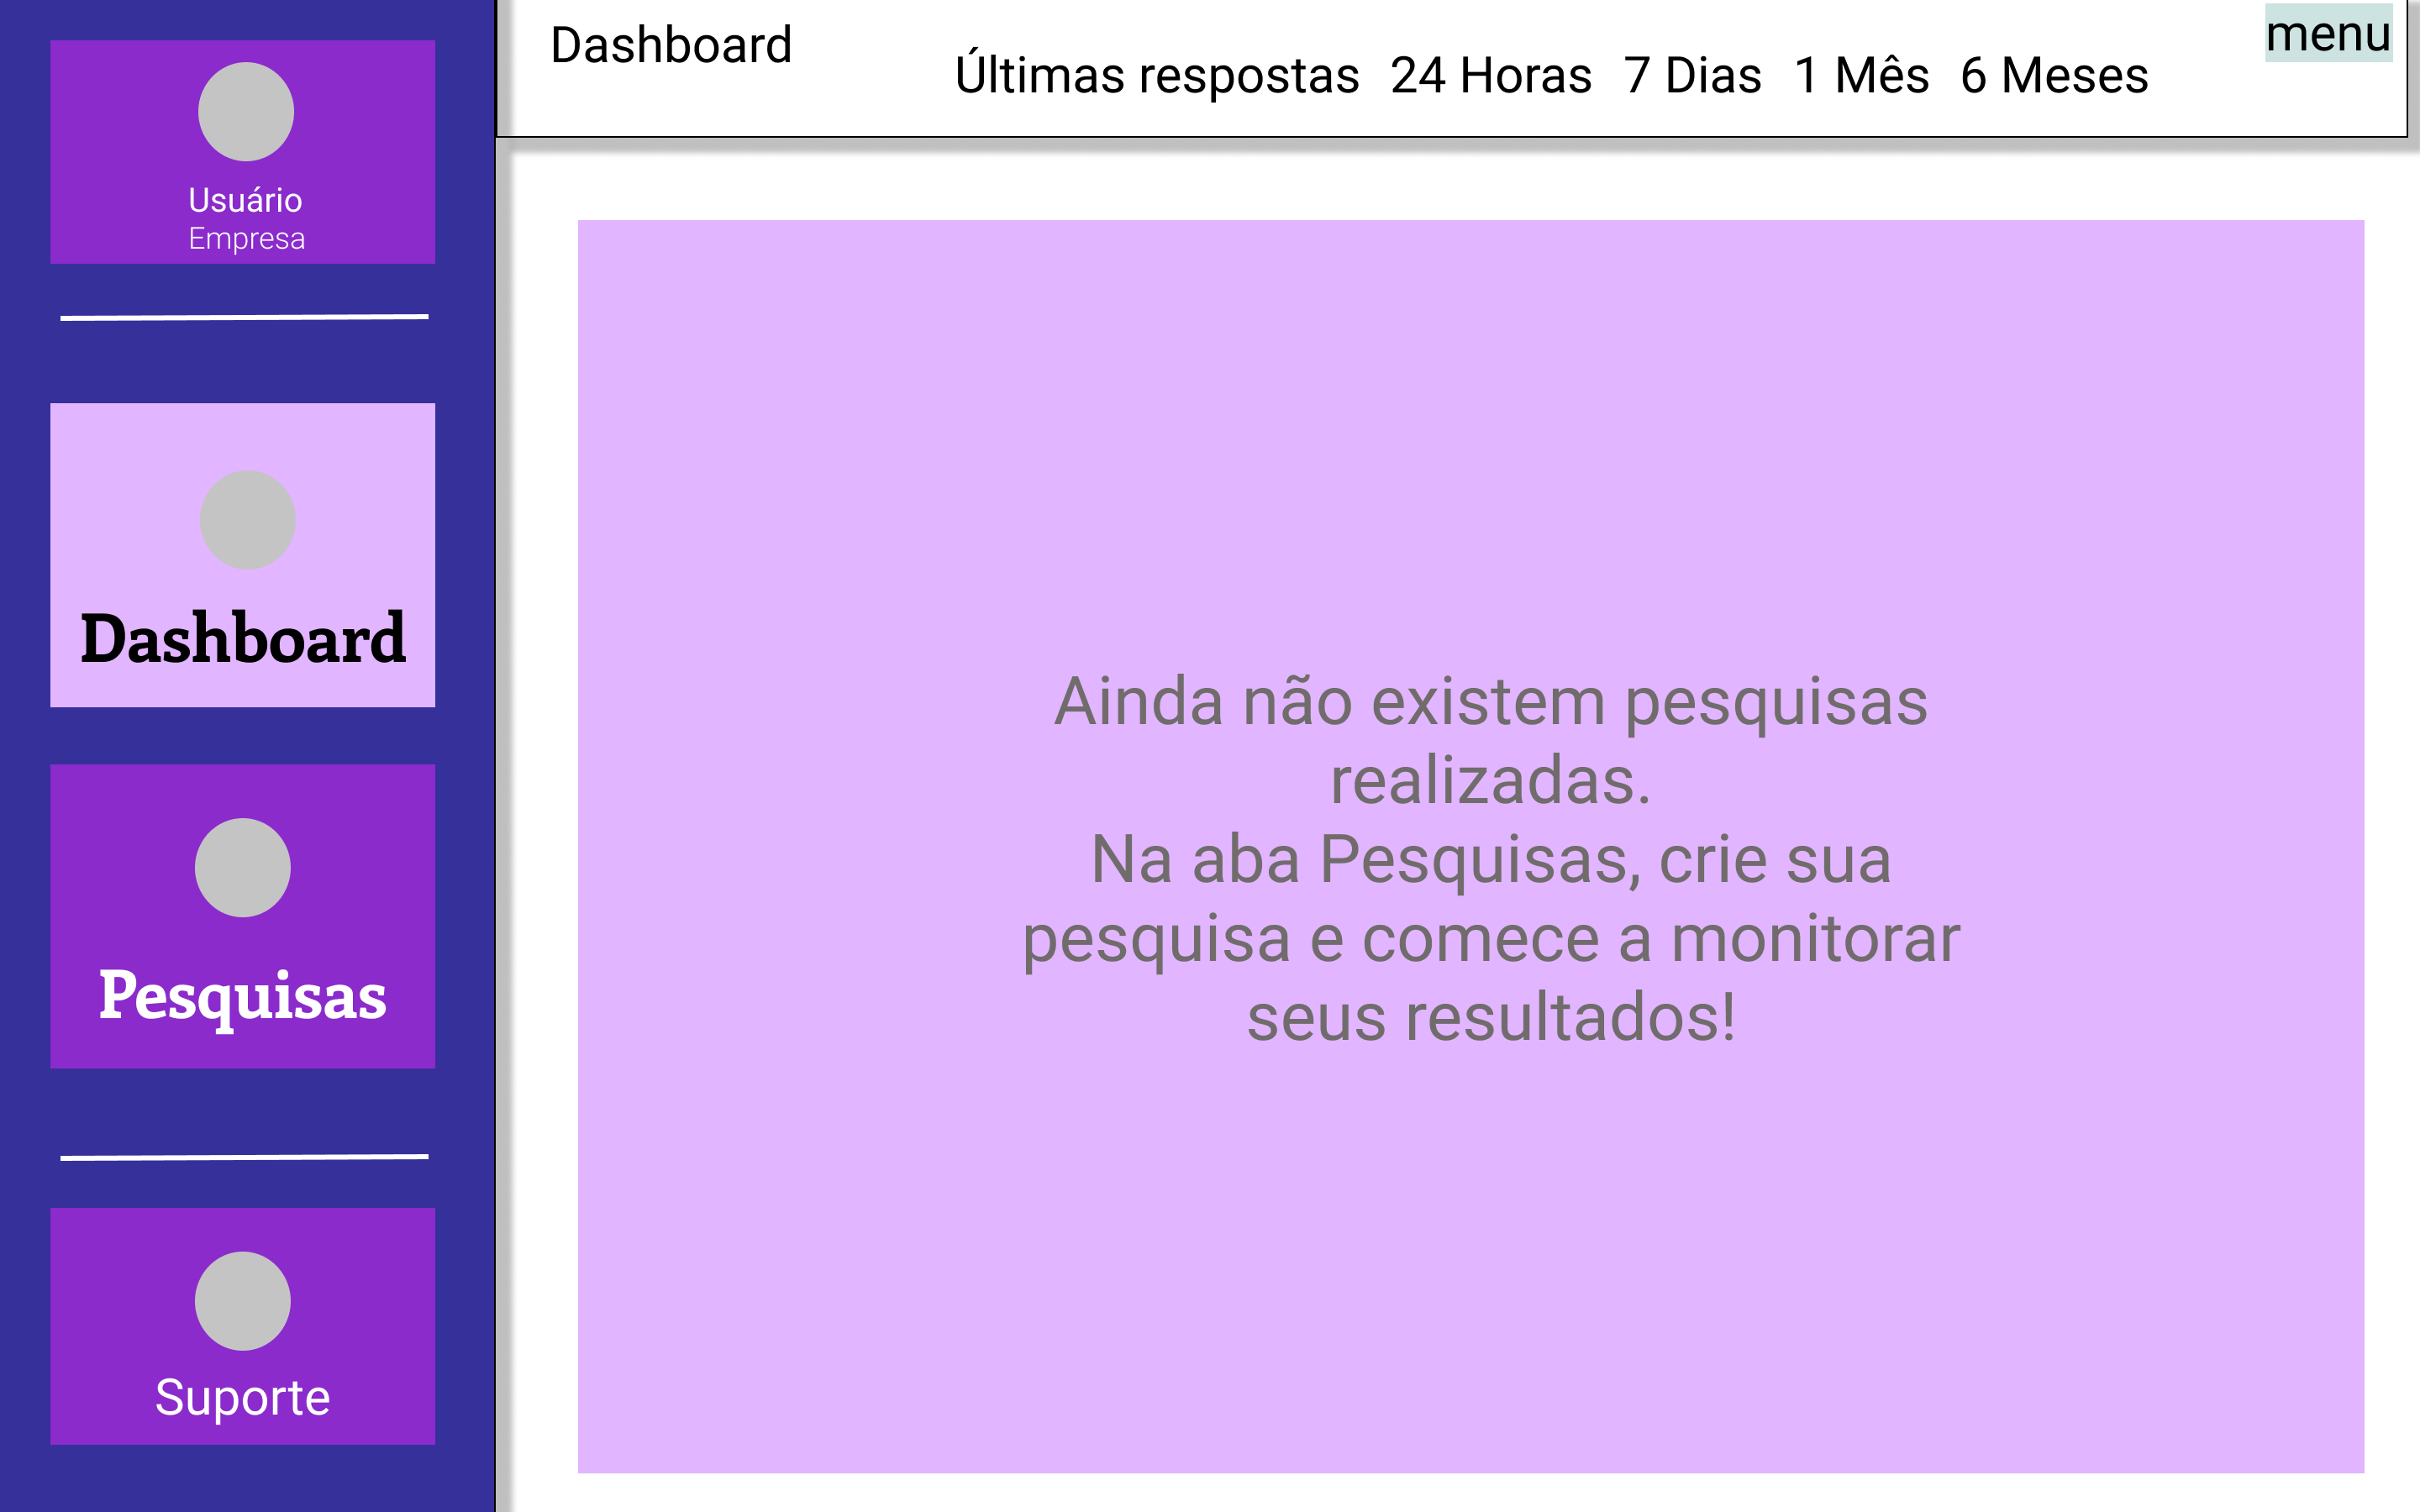 Usuário
Empresa
Dashboard
Pesquisas
Suporte
Dashboard
Últimas respostas 24 Horas 7 Dias 1 Mês 6 Meses
menu
Ainda não existem pesquisas
realizadas.
Na aba Pesquisas, crie sua
pesquisa e comece a monitorar
seus resultados!